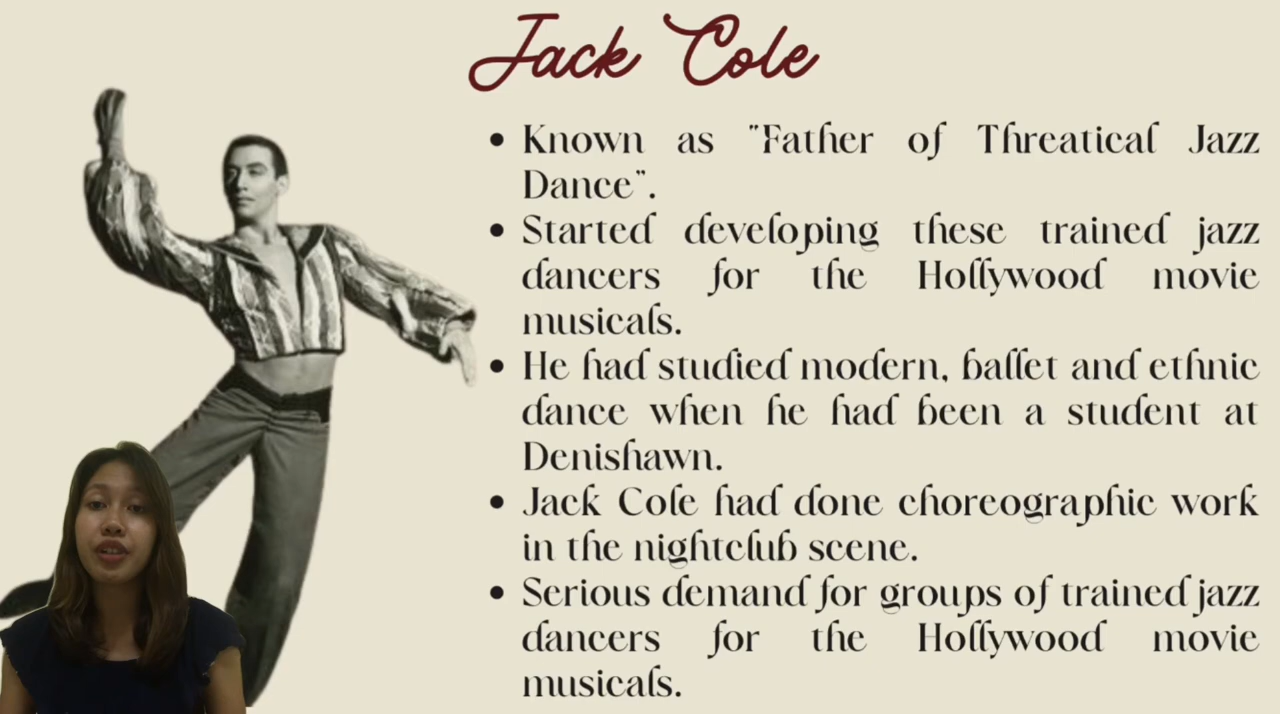 Jack Cole
• Known as "Father of Threatical Jazz
Dance".
• Started developing these trained jazz
dancers for the Hollywood movie
musicals.
• He had studied modern, ballet and ethnic
dance when he had been a student at
Denishawn.
• Jack Cole had done choreographic work
in the nightclub scene.
• Serious demand for groups of trained jazz
dancers for the Hollywood movie
musicals.